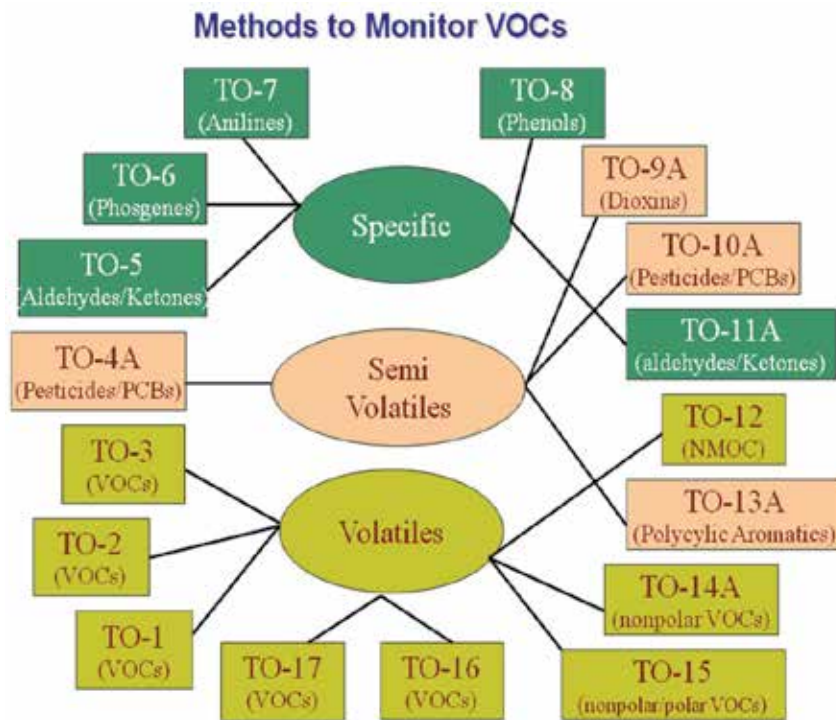 Methods to Monitor VOCs
TO-7
(Anilines)
TO-8
(Phenols)
TO-6
(Phosgenes)
TO-9A
(Dioxins)
Specific
TO-5
(Aldehydes/Ketones)
TO-10A
(Pesticides/PCBs)
TO-11A
(aldehydes/Ketones)
TO-4A
(Pesticides/PCBs)
Semi
Volatiles
TO-12
(NMOC)
TO-3
(VOCs)
Volatiles
TO-13A
(Polycylic Aromatics)
TO-2
(VOCs)
TO-14A
(nonpolar VOCs)
TO-1
(VOCs)
TO-17
(VOCs)
TO-16
(VOCs)
TO-15
(nonpolar/polar VOCs)